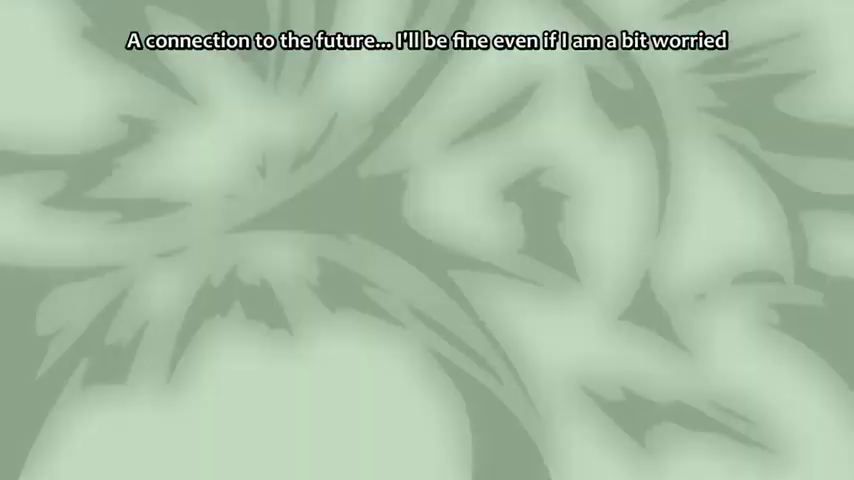 A connection to the future... I'll be fine even if I am a bit worried